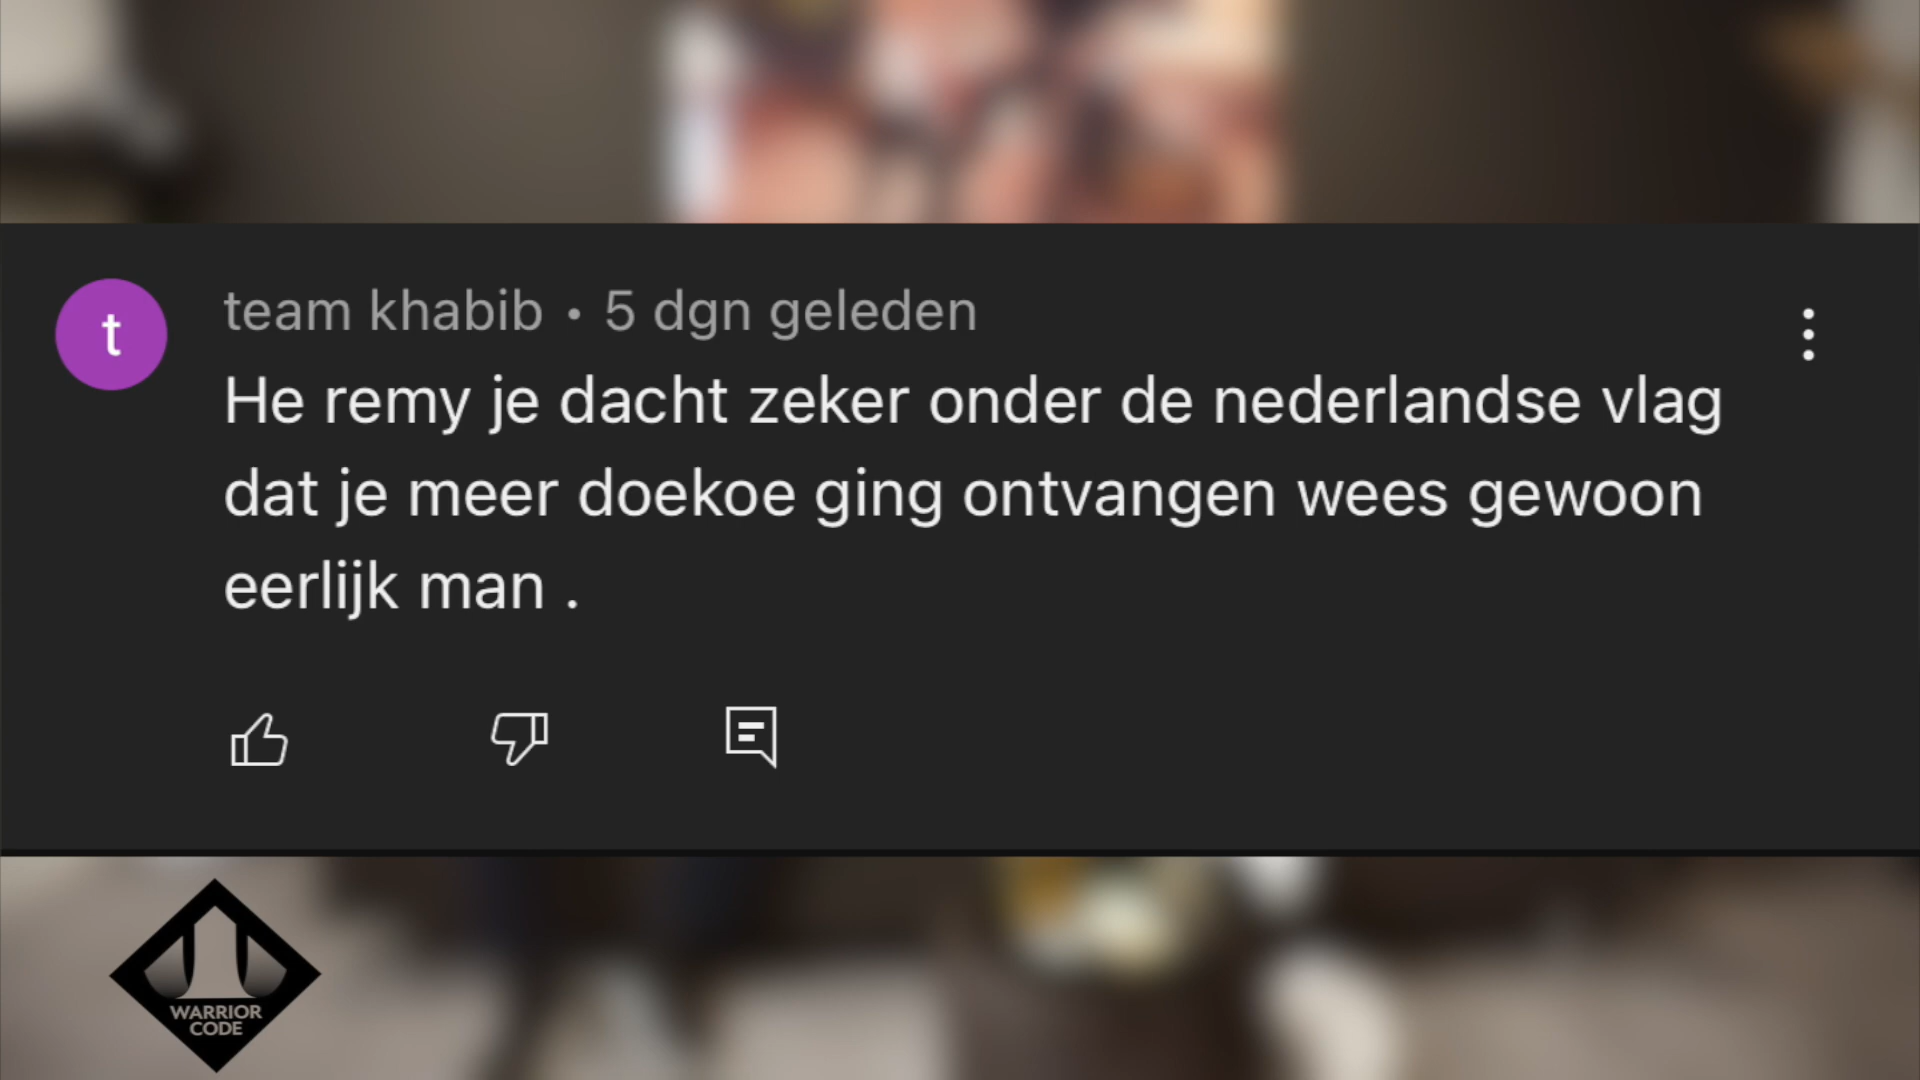 t
team khabib • 5 dgn geleden
He remy je dacht zeker onder de nederlandse vlag
dat je meer doekoe ging ontvangen wees gewoon
eerlijk man .
WARRIOR
CODE